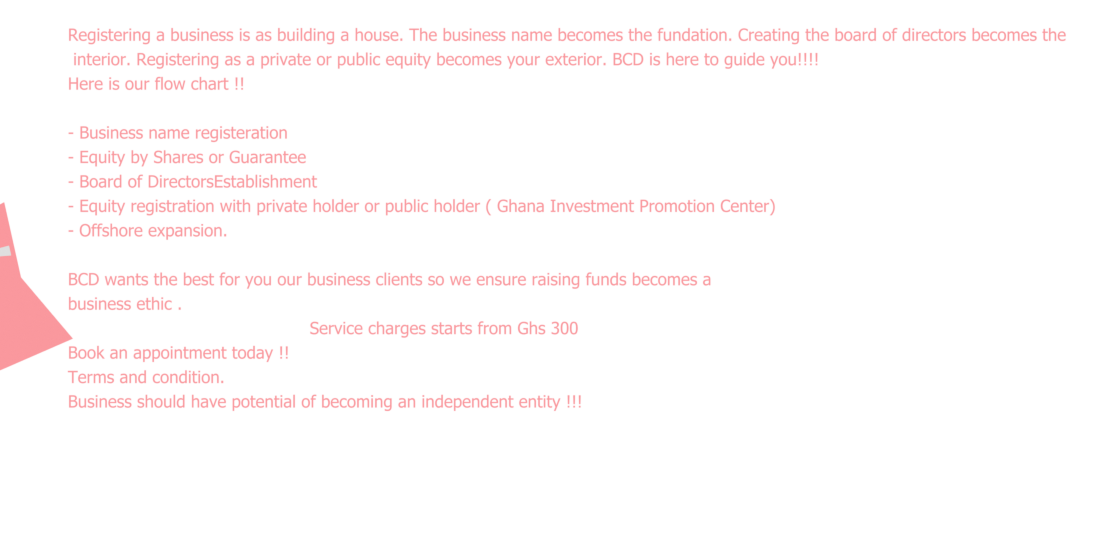 Registering a business is as building a house. The business name becomes the fundation. Creating the board of directors becomes the
interior. Registering as a private or public equity becomes your exterior. BCD is here to guide you!!!!
Here is our flow chart !!
- Business name registeration
- Equity by Shares or Guarantee
- Board of DirectorsEstablishment
- Equity registration with private holder or public holder ( Ghana Investment Promotion Center)
- Offshore expansion.
BCD wants the best for you our business clients so we ensure raising funds becomes a
business ethic .
Service charges starts from Ghs 300
Book an appointment today !!
Terms and condition.
Business should have potential of becoming an independent entity !!!